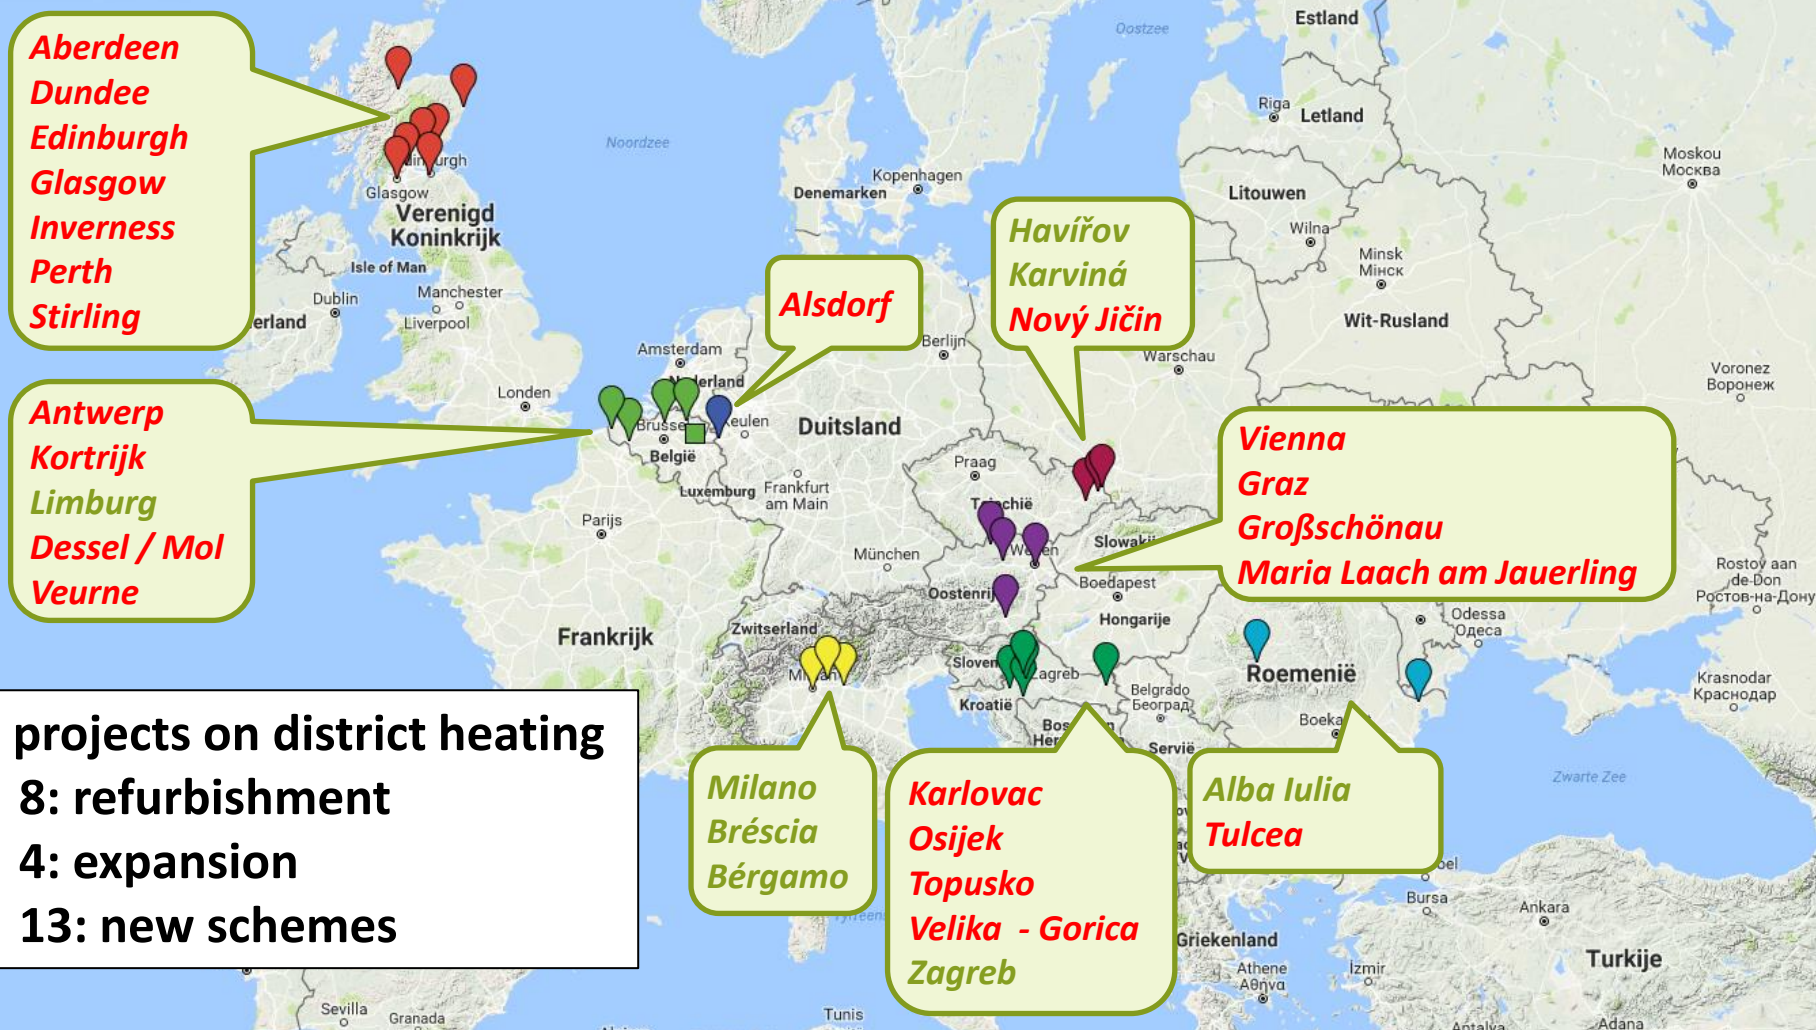 Aberdeen
Dundee
Edinburgh
Glasgow
Inverness
Perth
Stirling
Antwerp
Kortrijk
Limburg
Dessel / Mol
Veurne
Alsdorf
Havířov
Karviná
Nový Jičin
Vienna
Graz
Großschönau
Maria Laach am Jauerling
Milano
Bréscia
Bérgamo
Karlovac
Osijek
Topusko
Velika - Gorica
Zagreb
Alba Iulia
Tulcea
projects on district heating
8: refurbishment
4: expansion
13: new schemes
Estland
Oostzee
Riga
Letland
Noordzee
Moskou
Москва
Kopenhagen
Denemarken
Litouwen
Glasgow
Verenigd
Koninkrijk
Wilna
Minsk
Мінск
Isle of Man
Dublin
Manchester
Liverpool
Wit-Rusland
Amsterdam
Berlijn
Warschau
Voronez
Воронеж
Londen
Duitsland
België
Praag
Luxemburg
Frankfurt
am Main
Parijs
München
Boedapest
Rostov aan
de Don
Ростов-на-Дону
Hongarije
Odessa
Одеса
Frankrijk
Zwitserland
Zagreb
Roemenië
Belgrado
Београд
Krasnodar
Краснодар
Kroatië
Servië
Zwarte Zee
Bursa
Ankara
Griekenland
Athene
Αθήνα
İzmir
Turkije
Sevilla
Granada
Tunis
Antalya
Adana